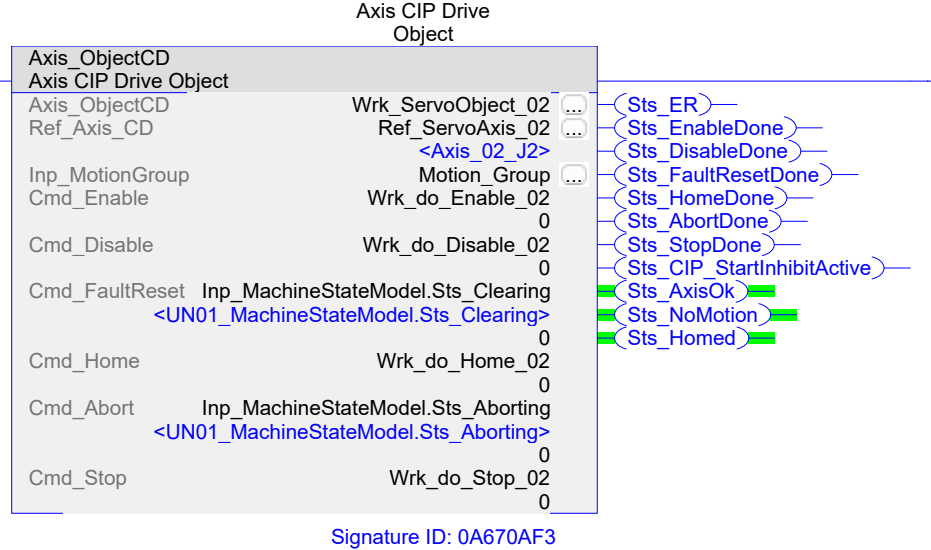 Axis CIP Drive
Object
Axis_ObjectCD
Axis CIP Drive Object
Axis_ObjectCD Wrk_ServoObject_02 ... Sts_ER
Ref_Axis_CD Ref_ServoAxis_02 ... Sts_EnableDone
<Axis_02_J2> Sts_DisableDone
Inp_MotionGroup Motion_Group ... Sts_FaultResetDone
Cmd_Enable Wrk_do_Enable_02 Sts_HomeDone
0 Sts_AbortDone
Cmd_Disable Wrk_do_Disable_02 Sts_StopDone
0 Sts_CIP_StartInhibitActive
Cmd_FaultReset Inp_MachineStateModel.Sts_Clearing Sts_AxisOk
<UN01_MachineStateModel.Sts_Clearing> Sts_NoMotion
0 Sts_Homed
Cmd_Home Wrk_do_Home_02
0
Cmd_Abort Inp_MachineStateModel.Sts_Aborting
<UN01_MachineStateModel.Sts_Aborting>
0
Cmd_Stop Wrk_do_Stop_02
0
Signature ID: 0A670AF3